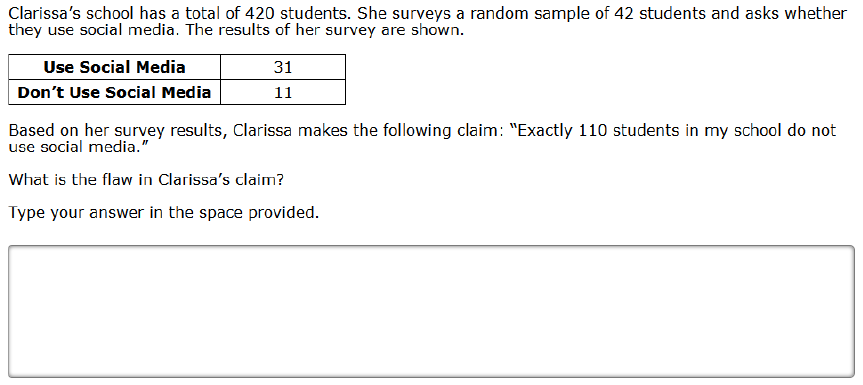 Clarissa’s school has a total of 420 students. She surveys a random sample of 42 students and asks whether
they use social media. The results of her survey are shown.
Use Social Media 31
Don’t Use Social Media 11
Based on her survey results, Clarissa makes the following claim: “Exactly 110 students in my school do not
use social media.”
What is the flaw in Clarissa’s claim?
Type your answer in the space provided.